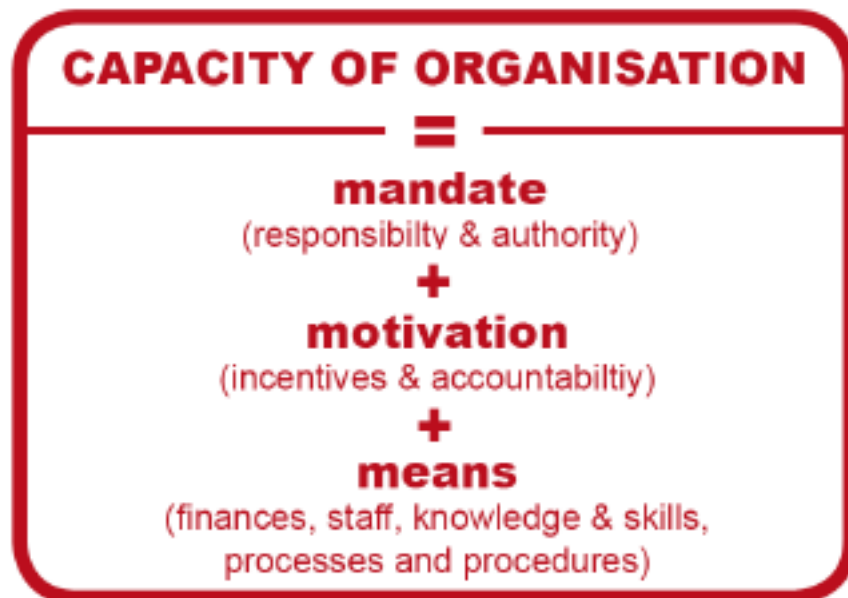 CAPACITY OF ORGANISATION
=
mandate
(responsibilty & authority)
+
motivation
(incentives & accountabiltiy)
+
means
(finances, staff, knowledge & skills,
processes and procedures)